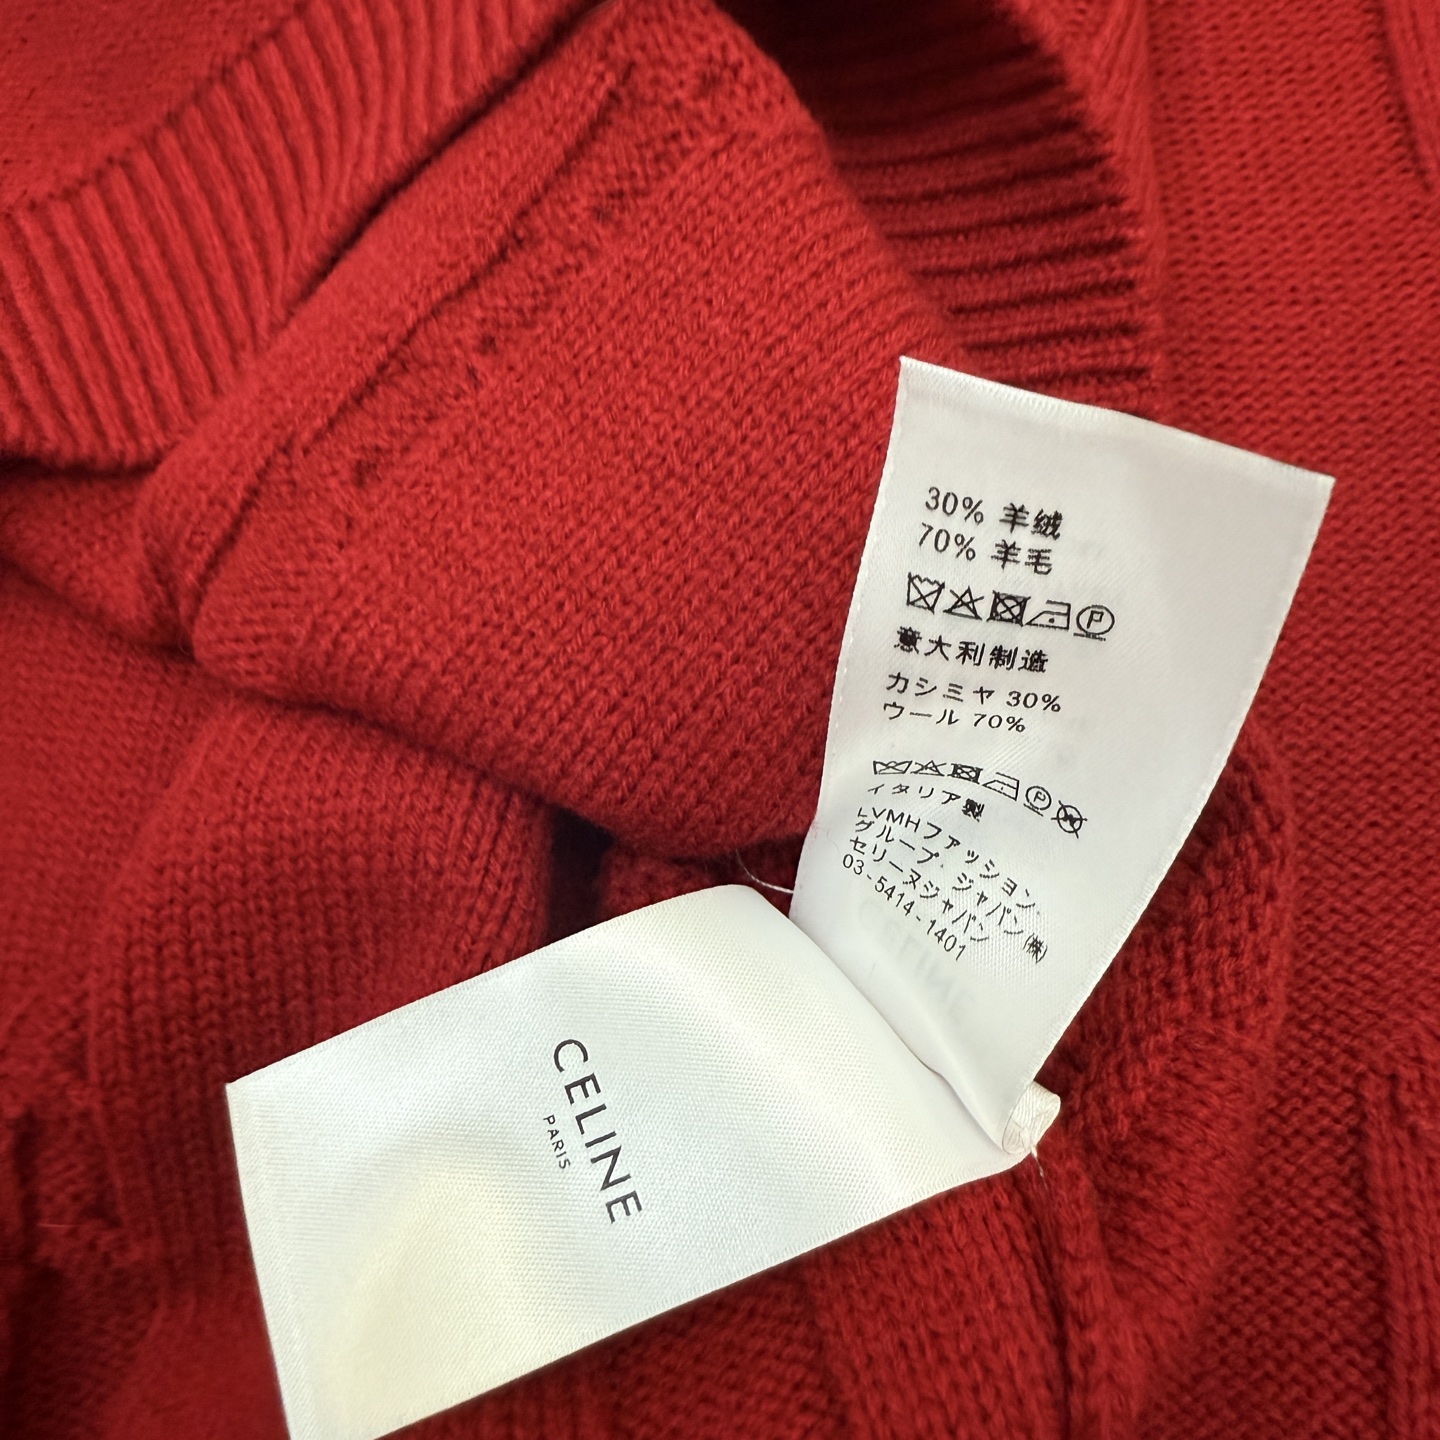 30% 羊绒
70% 羊毛
意大利制造
カシミヤ 30%
ウール 70%
イタリア製
LVMHファッション.
グループ. ジャパン㈱
セリーヌジャパン
03-5414-1401
CELINE
PARIS